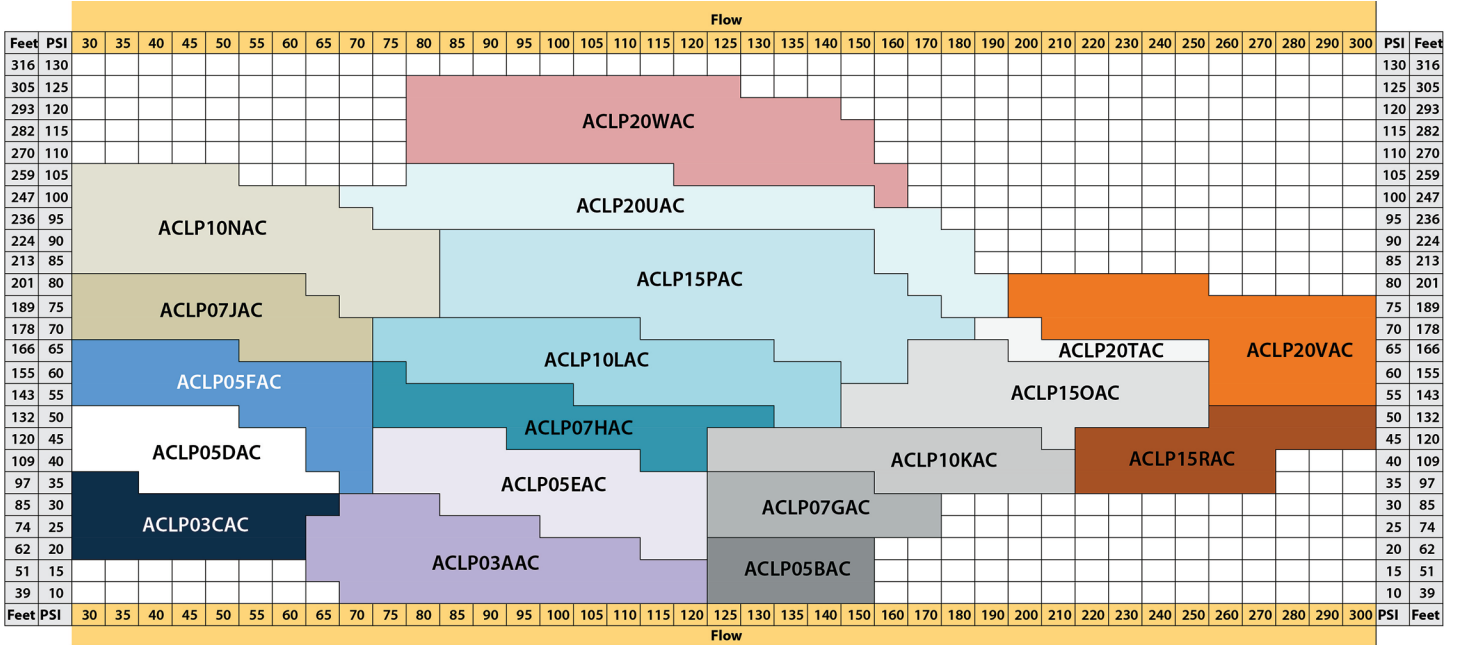 Flow
Feet PSI 30 35 40 45 50 55 60 65 70 75 80 85 90 95 100 105 110 115 120 125 130 135 140 150 160 170 180 190 200 210 220 230 240 250 260 270 280 290 300 PSI Feet
316 130 130 316
305 125 125 305
293 120 ACLP20WAC 120 293
282 115 115 282
270 110 110 270
259 105 105 259
247 100 ACLP20UAC 100 247
236 95 ACLP10NAC 95 236
224 90 90 224
213 85 ACLP15PAC 85 213
201 80 80 201
189 75 ACLP07JAC 75 189
178 70 70 178
166 65 ACLP10LAC ACLP20TAC ACLP20VAC 65 166
155 60 ACLP05FAC 60 155
143 55 ACLP15OAC 55 143
132 50 ACLP07HAC 50 132
120 45 ACLP05DAC 45 120
109 40 ACLP10KAC ACLP15RAC 40 109
97 35 ACLP05EAC 35 97
85 30 ACLP07GAC 30 85
74 25 ACLP03CAC 25 74
62 20 20 62
51 15 ACLP03AAC ACLP05BAC 15 51
39 10 10 39
Feet PSI 30 35 40 45 50 55 60 65 70 75 80 85 90 95 100 105 110 115 120 125 130 135 140 150 160 170 180 190 200 210 220 230 240 250 260 270 280 290 300 PSI Feet
Flow